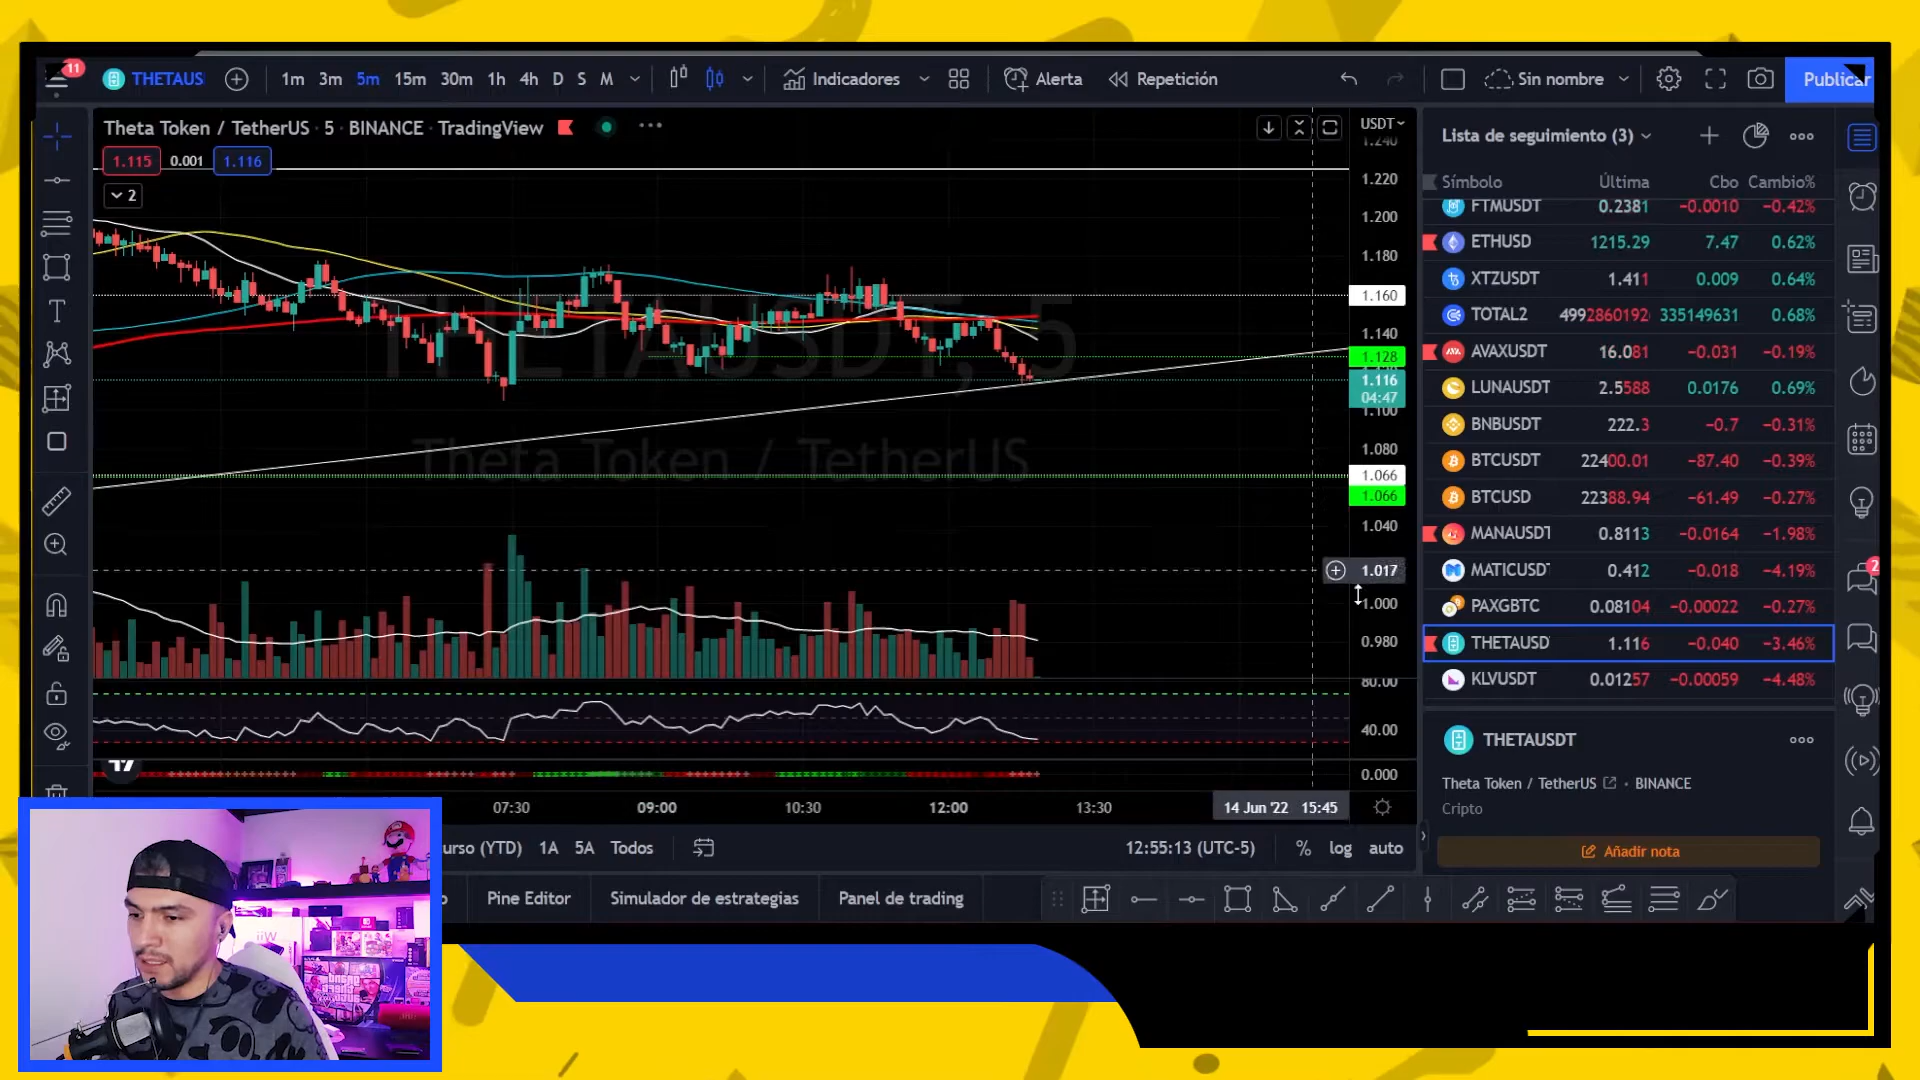 11
THETAUS
1m 3m 5m 15m 30m 1h 4h D S M
Indicadores
Alerta
Repetición
Sin nombre
Publicar
Theta Token / TetherUS · 5 · BINANCE · TradingView
1.115 0.001 1.116
2
THETAUSDT, 5
Theta Token / TetherUS
USDT
1.240
1.220
1.200
1.180
1.160
1.140
1.128
1.116
04:47
1.100
1.080
1.066
1.066
1.040
1.017
1.000
0.980
80.00
40.00
0.000
07:30 09:00 10:30 12:00 13:30 14 Jun '22 15:45
urso (YTD) 1A 5A Todos
12:55:13 (UTC-5) % log auto
Pine Editor
Simulador de estrategias
Panel de trading
Lista de seguimiento (3)
Símbolo Última Cbo Cambio%
FTMUSDT 0.2381 −0.0010 −0.42%
ETHUSD 1215.29 7.47 0.62%
XTZUSDT 1.411 0.009 0.64%
TOTAL2 4992860192 335149631 0.68%
AVAXUSDT 16.081 −0.031 −0.19%
LUNAUSDT 2.5588 0.0176 0.69%
BNBUSDT 222.3 −0.7 −0.31%
BTCUSDT 22400.01 −87.40 −0.39%
BTCUSD 22388.94 −61.49 −0.27%
MANAUSDT 0.8113 −0.0164 −1.98%
MATICUSD 0.412 −0.018 −4.19%
PAXGBTC 0.08104 −0.00022 −0.27%
THETAUSD 1.116 −0.040 −3.46%
KLVUSDT 0.01257 −0.00059 −4.48%
THETAUSDT
Theta Token / TetherUS · BINANCE
Cripto
Añadir nota
2